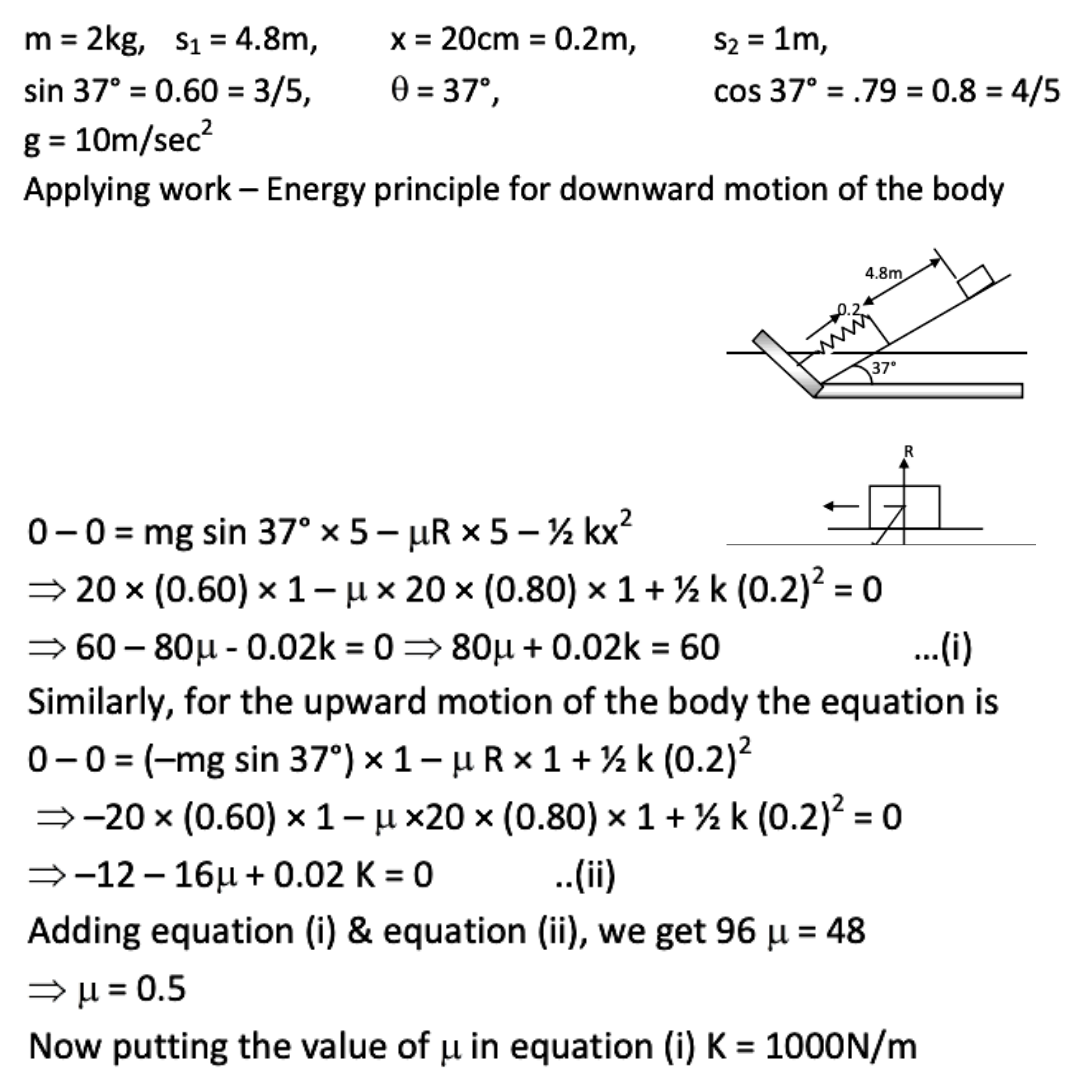 m = 2kg, s₁ = 4.8m, x = 20cm = 0.2m, s₂ = 1m,
sin 37° = 0.60 = 3/5, θ = 37°, cos 37° = .79 = 0.8 = 4/5
g = 10m/sec²
Applying work – Energy principle for downward motion of the body
4.8m
0.2
37°
R
0 – 0 = mg sin 37° × 5 – μR × 5 – ½ kx²
⇒ 20 × (0.60) × 1 – μ × 20 × (0.80) × 1 + ½ k (0.2)² = 0
⇒ 60 – 80μ - 0.02k = 0 ⇒ 80μ + 0.02k = 60 ...(i)
Similarly, for the upward motion of the body the equation is
0 – 0 = (–mg sin 37°) × 1 – μ R × 1 + ½ k (0.2)²
⇒ –20 × (0.60) × 1 – μ ×20 × (0.80) × 1 + ½ k (0.2)² = 0
⇒ –12 – 16μ + 0.02 K = 0 ..(ii)
Adding equation (i) & equation (ii), we get 96 μ = 48
⇒ μ = 0.5
Now putting the value of μ in equation (i) K = 1000N/m